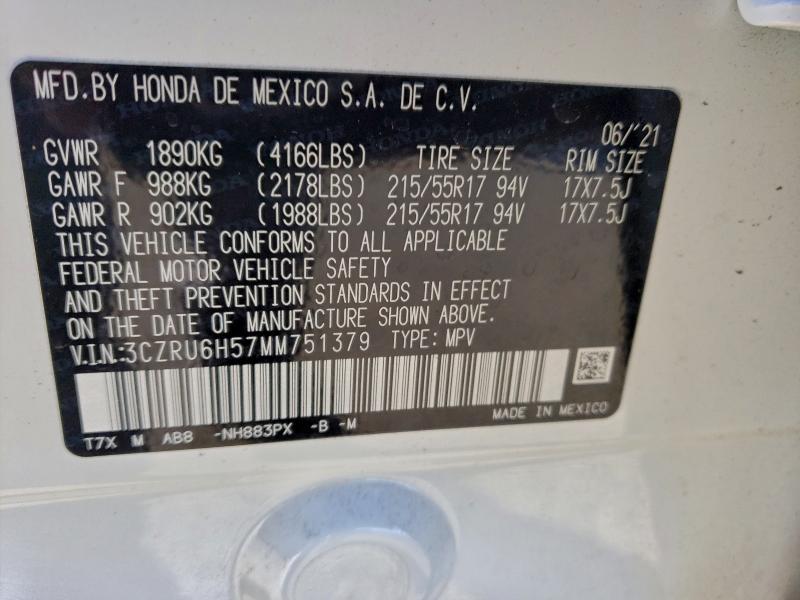 MFD.BY HONDA DE MEXICO S.A. DE C.V.
06/'21
GVWR 1890KG (4166LBS) TIRE SIZE RIM SIZE
GAWR F 988KG (2178LBS) 215/55R17 94V 17X7.5J
GAWR R 902KG (1988LBS) 215/55R17 94V 17X7.5J
THIS VEHICLE CONFORMS TO ALL APPLICABLE
FEDERAL MOTOR VEHICLE SAFETY
AND THEFT PREVENTION STANDARDS IN EFFECT
ON THE DATE OF MANUFACTURE SHOWN ABOVE.
V.I.N:3CZRU6H57MM751379 TYPE: MPV
MADE IN MEXICO
T7X M AB8 -NH883PX -B -M